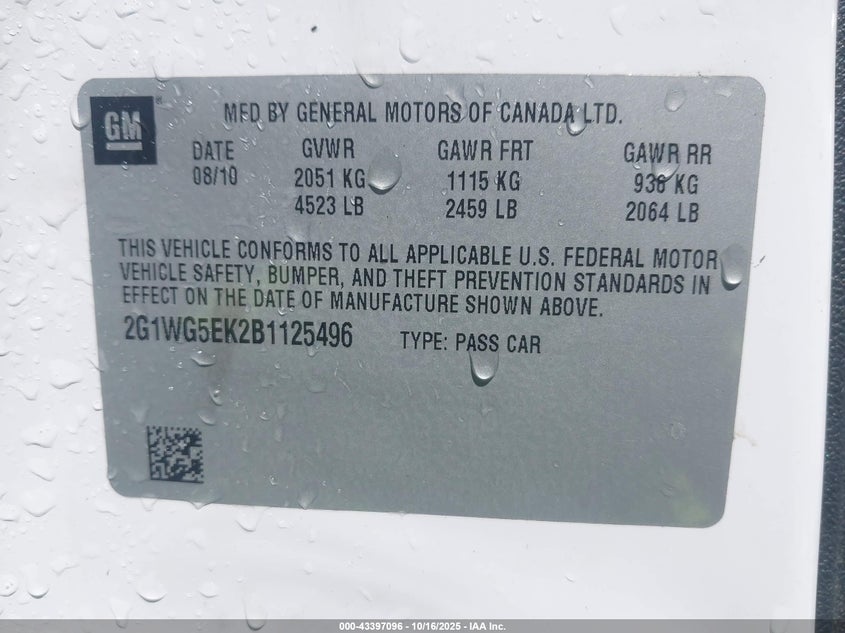 GM
MFD BY GENERAL MOTORS OF CANADA LTD.
DATE GVWR GAWR FRT GAWR RR
08/10 2051 KG 1115 KG 936 KG
4523 LB 2459 LB 2064 LB
THIS VEHICLE CONFORMS TO ALL APPLICABLE U.S. FEDERAL MOTOR
VEHICLE SAFETY, BUMPER, AND THEFT PREVENTION STANDARDS IN
EFFECT ON THE DATE OF MANUFACTURE SHOWN ABOVE.
2G1WG5EK2B1125496 TYPE: PASS CAR
000-43397096 - 10/16/2025 - IAA Inc.